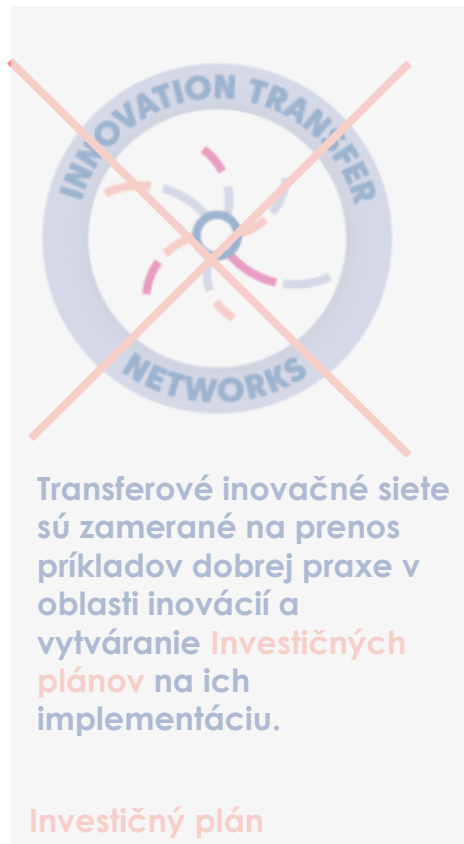 INNOVATION TRANSFER
NETWORKS
Transferové inovačné siete
sú zamerané na prenos
príkladov dobrej praxe v
oblasti inovácií a
vytváranie Investičných
plánov na ich
implementáciu.
Investičný plán